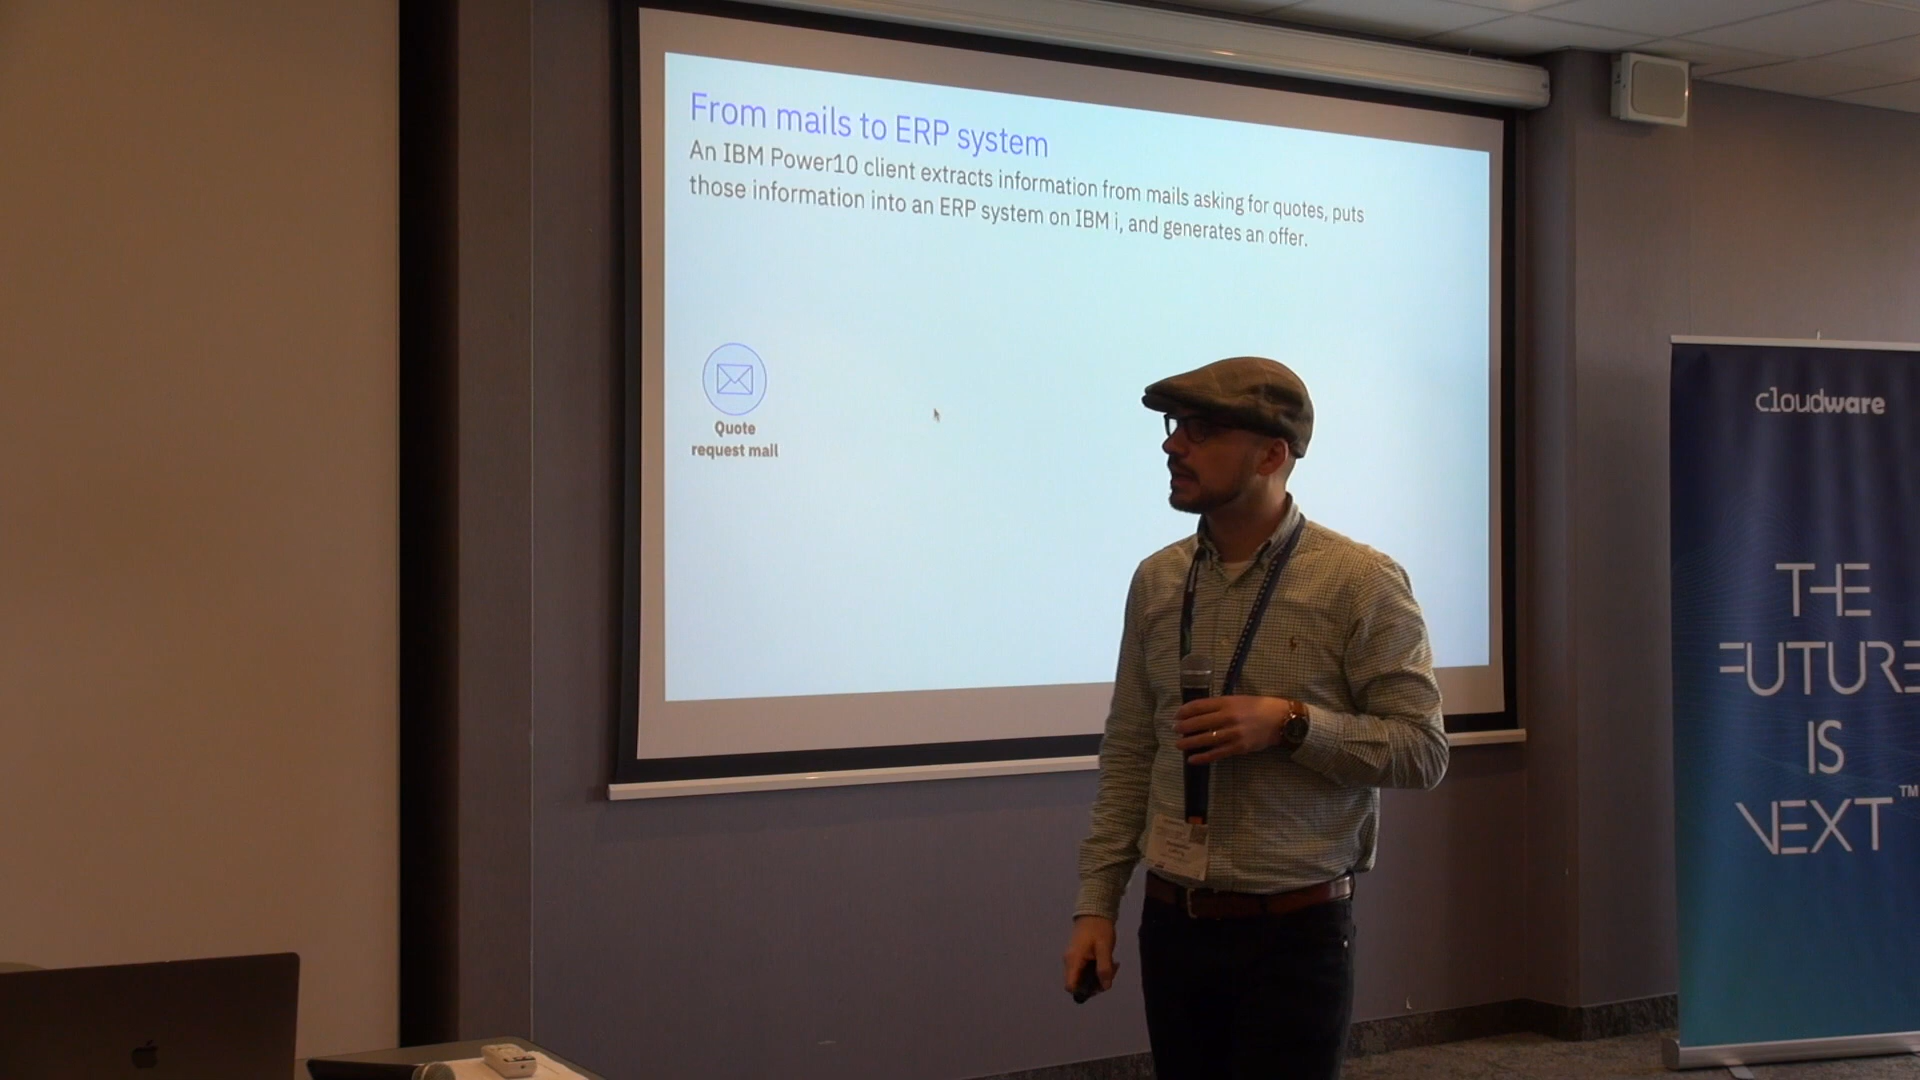 From mails to ERP system
An IBM Power10 client extracts information from mails asking for quotes, puts
those information into an ERP system on IBM i, and generates an offer.
Quote
request mail
cloudware
THE
FUTURE
IS
NEXT™